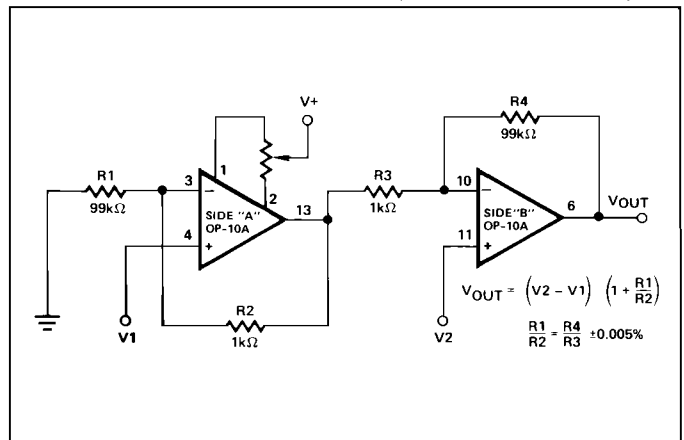 V+
R1
99kΩ
3
1
2
SIDE "A"
OP-10A
4
13
V1
R2
1kΩ
R3
1kΩ
R4
99kΩ
10
SIDE "B"
OP-10A
11
6
VOUT
V2
VOUT = (V2 − V1) (1 + R1/R2)
R1/R2 = R4/R3 ±0.005%